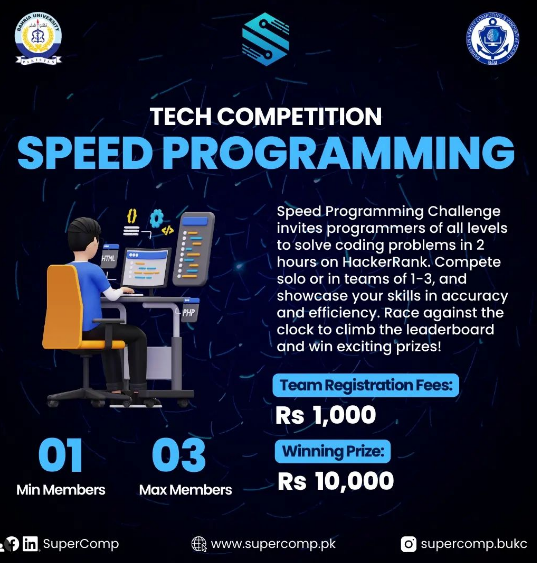 BAHRIA UNIVERSITY
PAKISTAN
TECH COMPETITION
SPEED PROGRAMMING
{}
</>
HTML
PHP
Speed Programming Challenge
invites programmers of all levels
to solve coding problems in 2
hours on HackerRank. Compete
solo or in teams of 1-3, and
showcase your skills in accuracy
and efficiency. Race against the
clock to climb the leaderboard
and win exciting prizes!
Team Registration Fees:
Rs 1,000
Winning Prize:
Rs 10,000
01
Min Members
03
Max Members
SuperComp
www.supercomp.pk
supercomp.bukc